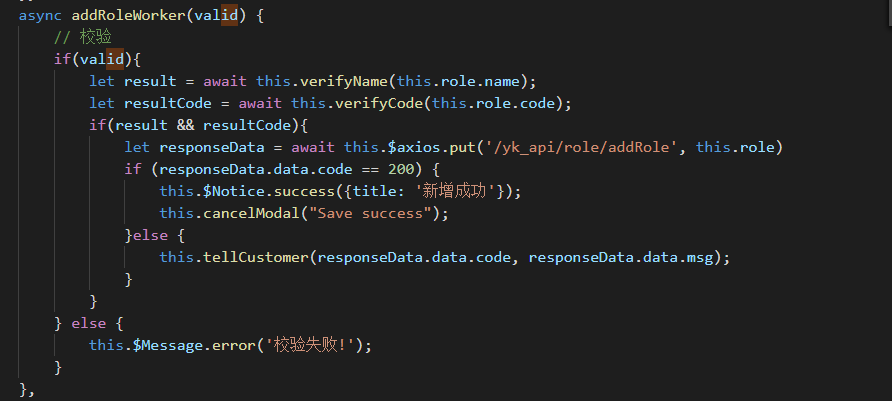 async addRoleWorker(valid) {
// 校验
if(valid){
let result = await this.verifyName(this.role.name);
let resultCode = await this.verifyCode(this.role.code);
if(result && resultCode){
let responseData = await this.$axios.put('/yk_api/role/addRole', this.role)
if (responseData.data.code == 200) {
this.$Notice.success({title: '新增成功'});
this.cancelModal("Save success");
}else {
this.tellCustomer(responseData.data.code, responseData.data.msg);
}
}
} else {
this.$Message.error('校验失败!');
}
},